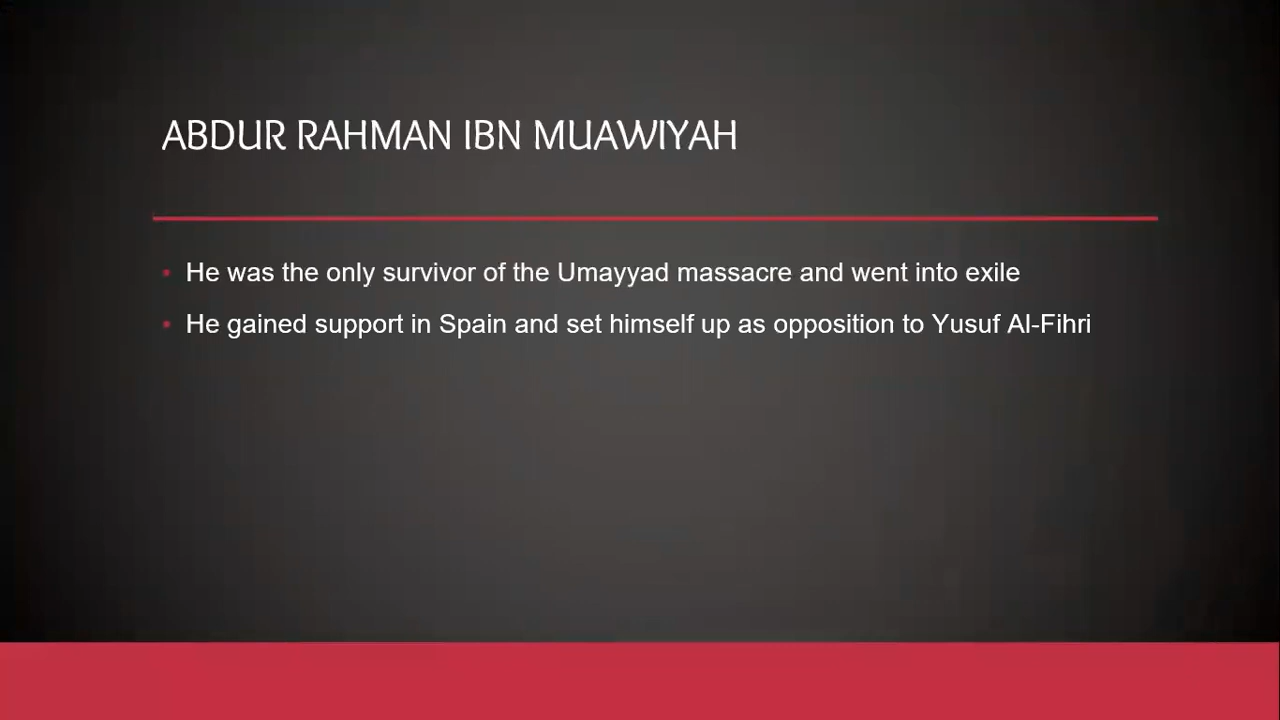 ABDUR RAHMAN IBN MUAWIYAH
• He was the only survivor of the Umayyad massacre and went into exile
• He gained support in Spain and set himself up as opposition to Yusuf Al-Fihri